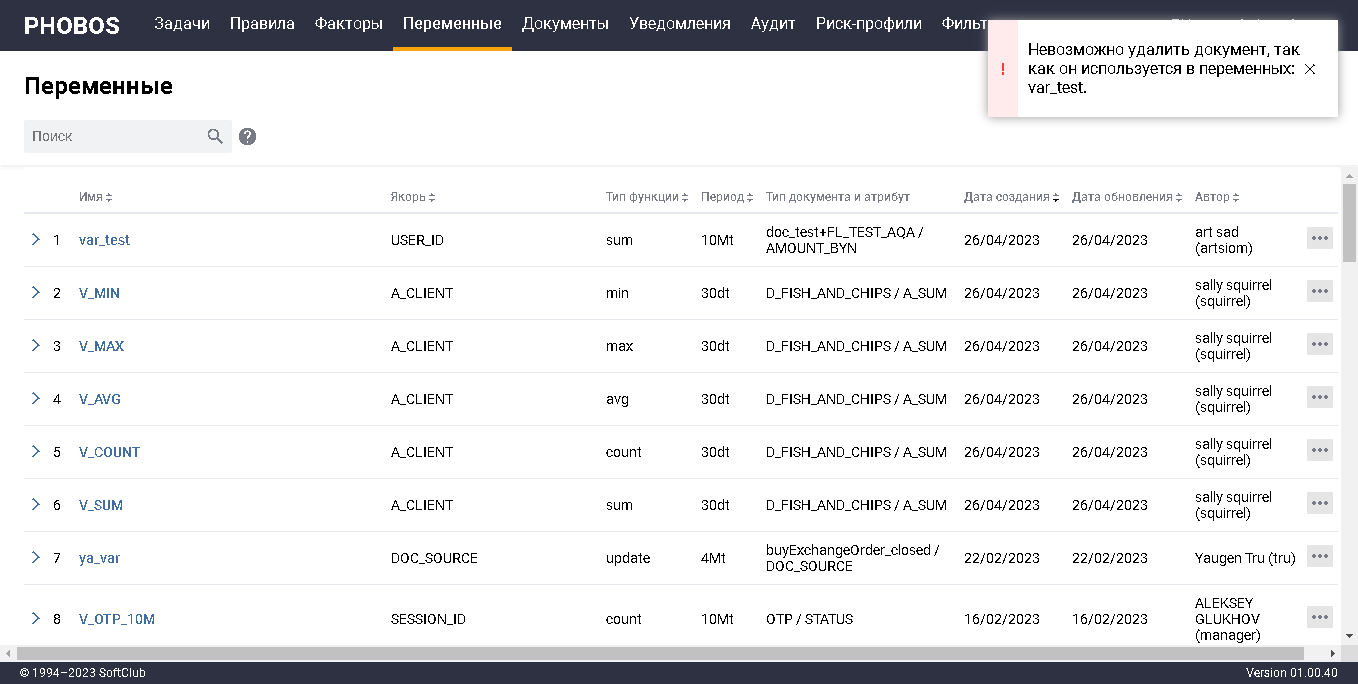 PHOBOS Задачи Правила Факторы Переменные Документы Уведомления Аудит Риск-профили Фильт
Невозможно удалить документ, так
как он используется в переменных:
var_test.
Переменные
Поиск
Имя Якорь Тип функции Период Тип документа и атрибут Дата создания Дата обновления Автор
1 var_test USER_ID sum 10Mt doc_test+FL_TEST_AQA / AMOUNT_BYN 26/04/2023 26/04/2023 art sad (artsiom)
2 V_MIN A_CLIENT min 30dt D_FISH_AND_CHIPS / A_SUM 26/04/2023 26/04/2023 sally squirrel (squirrel)
3 V_MAX A_CLIENT max 30dt D_FISH_AND_CHIPS / A_SUM 26/04/2023 26/04/2023 sally squirrel (squirrel)
4 V_AVG A_CLIENT avg 30dt D_FISH_AND_CHIPS / A_SUM 26/04/2023 26/04/2023 sally squirrel (squirrel)
5 V_COUNT A_CLIENT count 30dt D_FISH_AND_CHIPS / A_SUM 26/04/2023 26/04/2023 sally squirrel (squirrel)
6 V_SUM A_CLIENT sum 30dt D_FISH_AND_CHIPS / A_SUM 26/04/2023 26/04/2023 sally squirrel (squirrel)
7 ya_var DOC_SOURCE update 4Mt buyExchangeOrder_closed / DOC_SOURCE 22/02/2023 22/02/2023 Yaugen Tru (tru)
8 V_OTP_10M SESSION_ID count 10Mt OTP / STATUS 16/02/2023 16/02/2023 ALEKSEY GLUKHOV (manager)
© 1994–2023 SoftClub Version 01.00.40